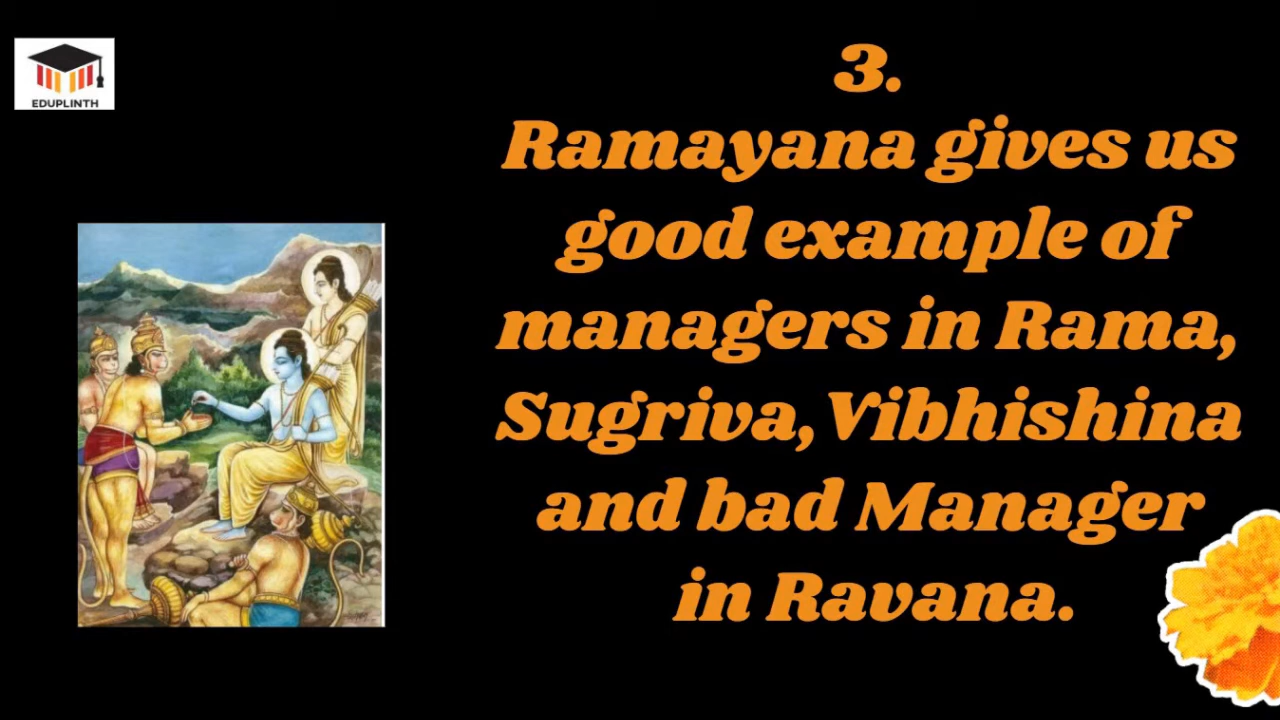 EDUPLINTH
3.
Ramayana gives us
good example of
managers in Rama,
Sugriva, Vibhishina
and bad Manager
in Ravana.